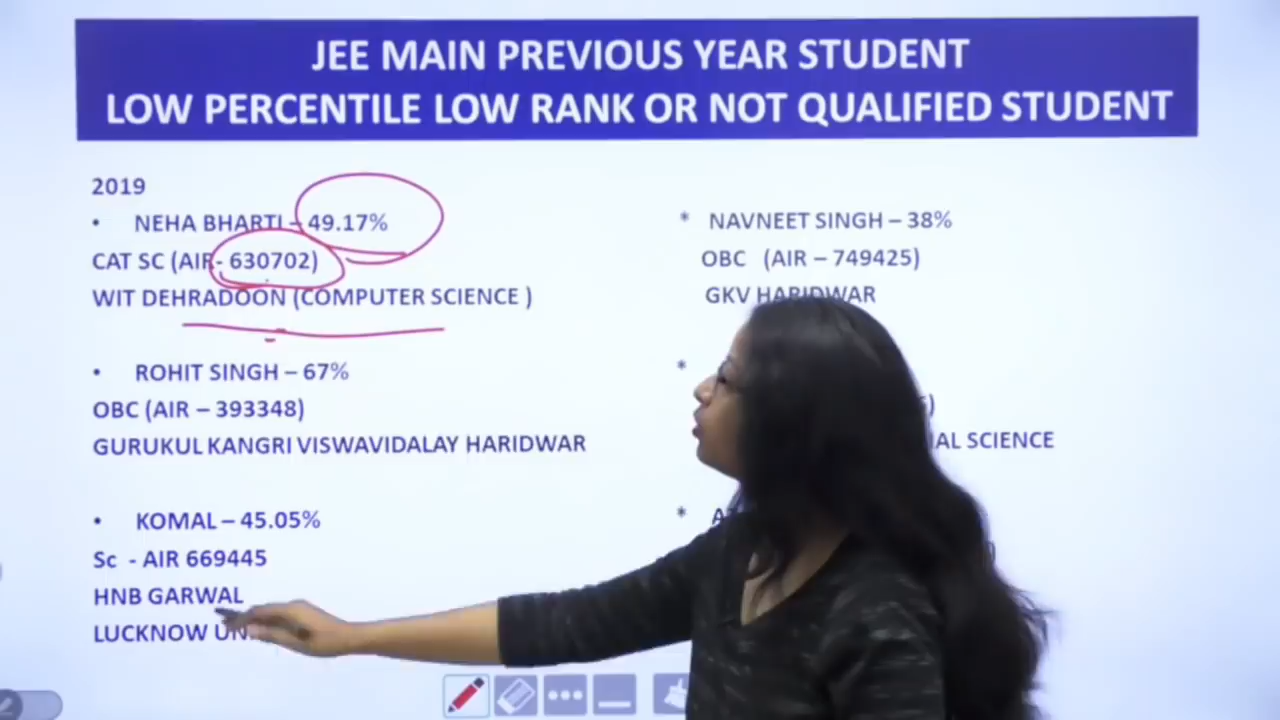 JEE MAIN PREVIOUS YEAR STUDENT
LOW PERCENTILE LOW RANK OR NOT QUALIFIED STUDENT
2019
• NEHA BHARTI – 49.17%
CAT SC (AIR- 630702)
WIT DEHRADOON (COMPUTER SCIENCE )
• ROHIT SINGH – 67%
OBC (AIR – 393348)
GURUKUL KANGRI VISWAVIDALAY HARIDWAR
• KOMAL – 45.05%
Sc - AIR 669445
HNB GARWAL
LUCKNOW
* NAVNEET SINGH – 38%
OBC (AIR – 749425)
GKV HARIDWAR
*
SCIENCE
*